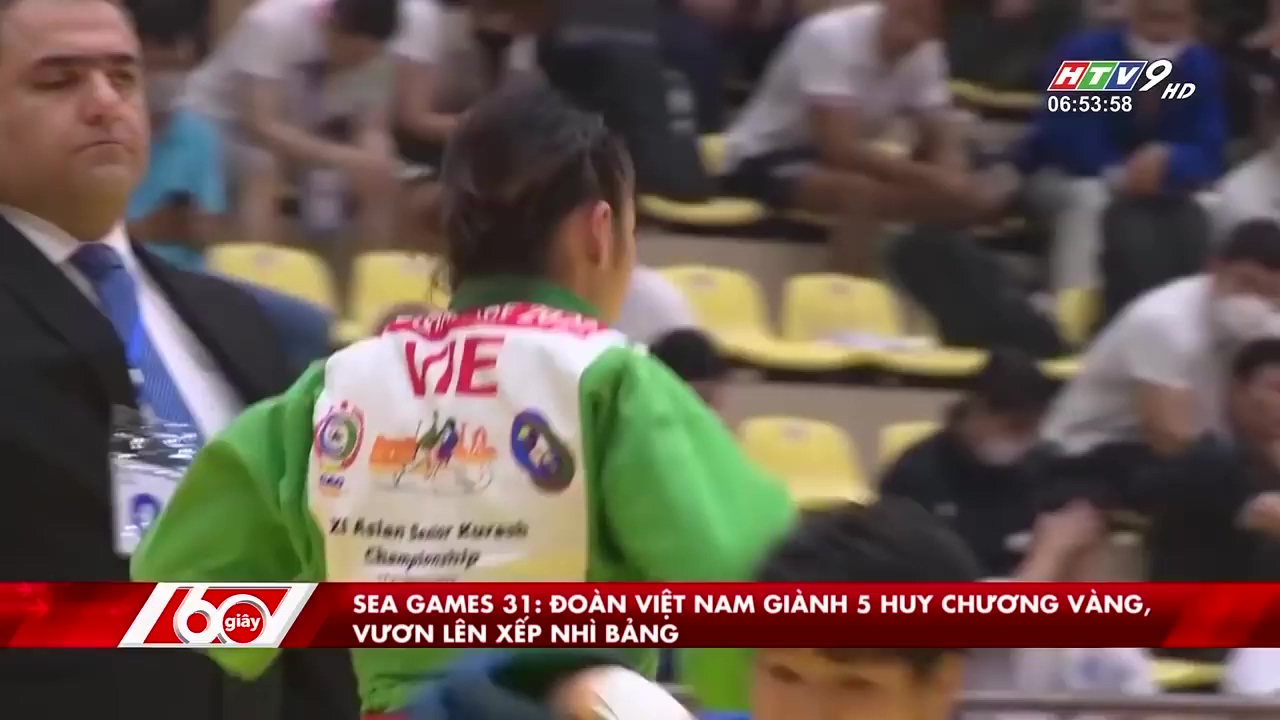 HTV9 HD
06:53:58
VIE
XI Asian Senior Kurash
Championship
60 giây
SEA GAMES 31: ĐOÀN VIỆT NAM GIÀNH 5 HUY CHƯƠNG VÀNG,
VƯƠN LÊN XẾP NHÌ BẢNG